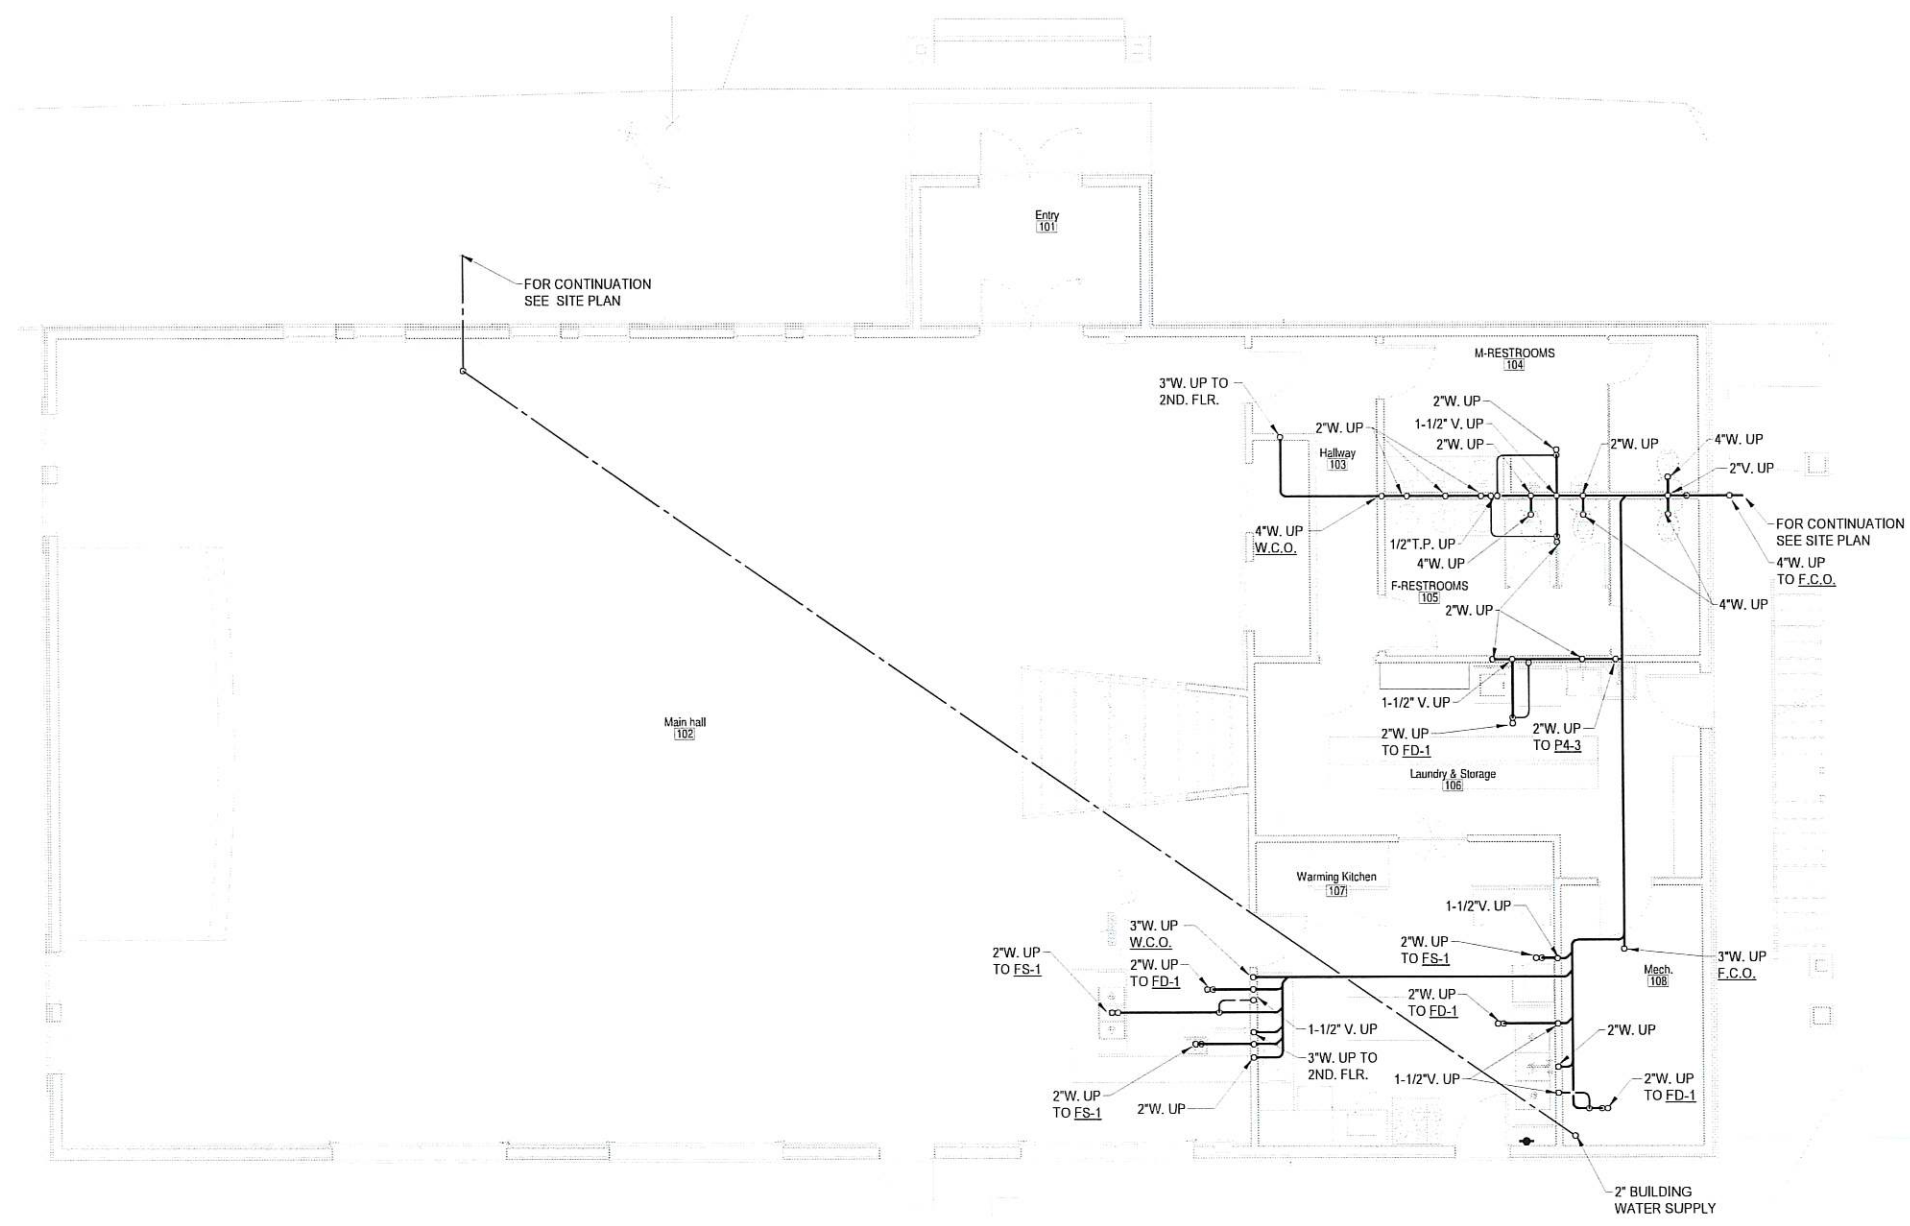 Entry
101
FOR CONTINUATION
SEE SITE PLAN
M-RESTROOMS
104
3"W. UP TO
2ND. FLR.
2"W. UP
1-1/2" V. UP
2"W. UP
2"W. UP
2"W. UP
4"W. UP
2"V. UP
Hallway
103
4"W. UP
W.C.O.
1/2"T.P. UP
4"W. UP
FOR CONTINUATION
SEE SITE PLAN
4"W. UP
TO F.C.O.
F-RESTROOMS
105
2"W. UP
4"W. UP
1-1/2" V. UP
Main hall
102
2"W. UP
TO FD-1
2"W. UP
TO P4-3
Laundry & Storage
106
Warming Kitchen
107
1-1/2"V. UP
3"W. UP
W.C.O.
2"W. UP
TO FS-1
2"W. UP
TO FS-1
2"W. UP
TO FD-1
3"W. UP
F.C.O.
Mech.
108
2"W. UP
TO FD-1
1-1/2" V. UP
2"W. UP
3"W. UP TO
2ND. FLR.
1-1/2"V. UP
2"W. UP
TO FD-1
2"W. UP
TO FS-1
2"W. UP
2" BUILDING
WATER SUPPLY